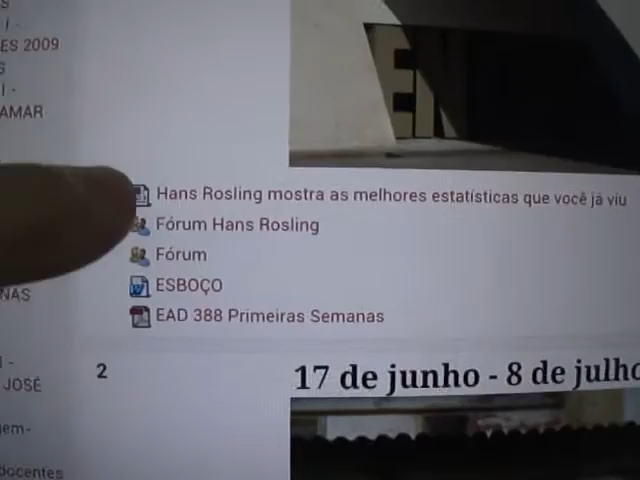 ES 2009
AMAR
Hans Rosling mostra as melhores estatísticas que você já viu
Fórum Hans Rosling
Fórum
ESBOÇO
NAS
EAD 388 Primeiras Semanas
2
17 de junho - 8 de julho
JOSÉ
docentes